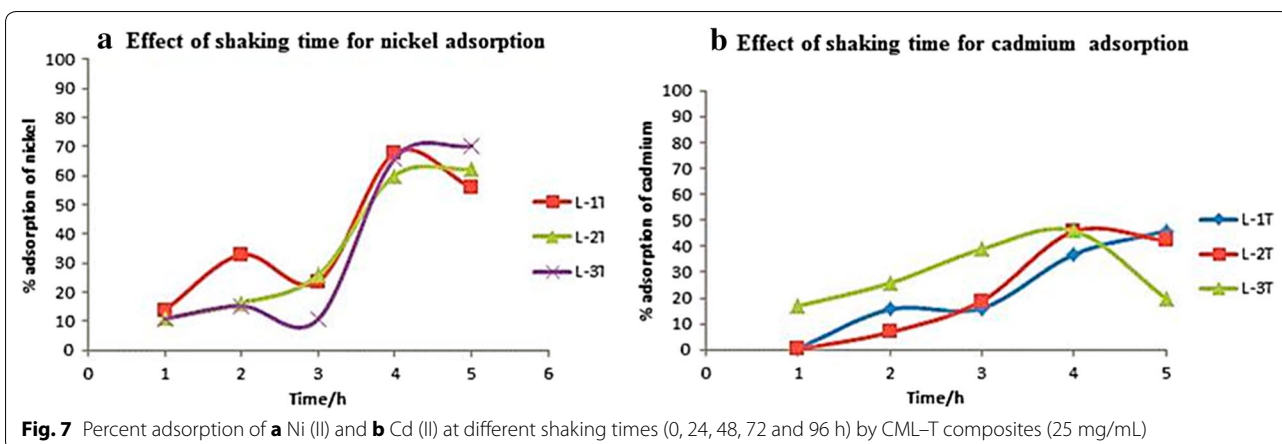 a Effect of shaking time for nickel adsorption
% adsorption of nickel
100
90
80
70
60
50
40
30
20
10
0
0 1 2 3 4 5 6
Time/h
L-1T
L-2T
L-3T
b Effect of shaking time for cadmium adsorption
% adsorption of cadmium
100
90
80
70
60
50
40
30
20
10
0
0 1 2 3 4 5
Time/h
L-1T
L-2T
L-3T
Fig. 7 Percent adsorption of a Ni (II) and b Cd (II) at different shaking times (0, 24, 48, 72 and 96 h) by CML–T composites (25 mg/mL)